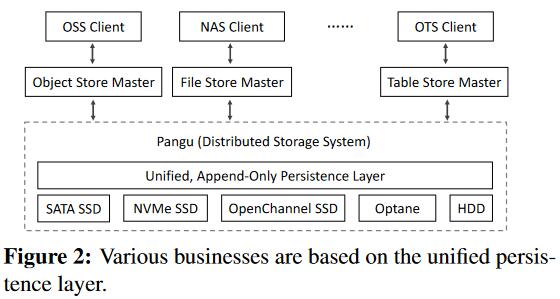 OSS Client NAS Client ...... OTS Client
Object Store Master File Store Master Table Store Master
Pangu (Distributed Storage System)
Unified, Append-Only Persistence Layer
SATA SSD NVMe SSD OpenChannel SSD Optane HDD
Figure 2: Various businesses are based on the unified persis-
tence layer.